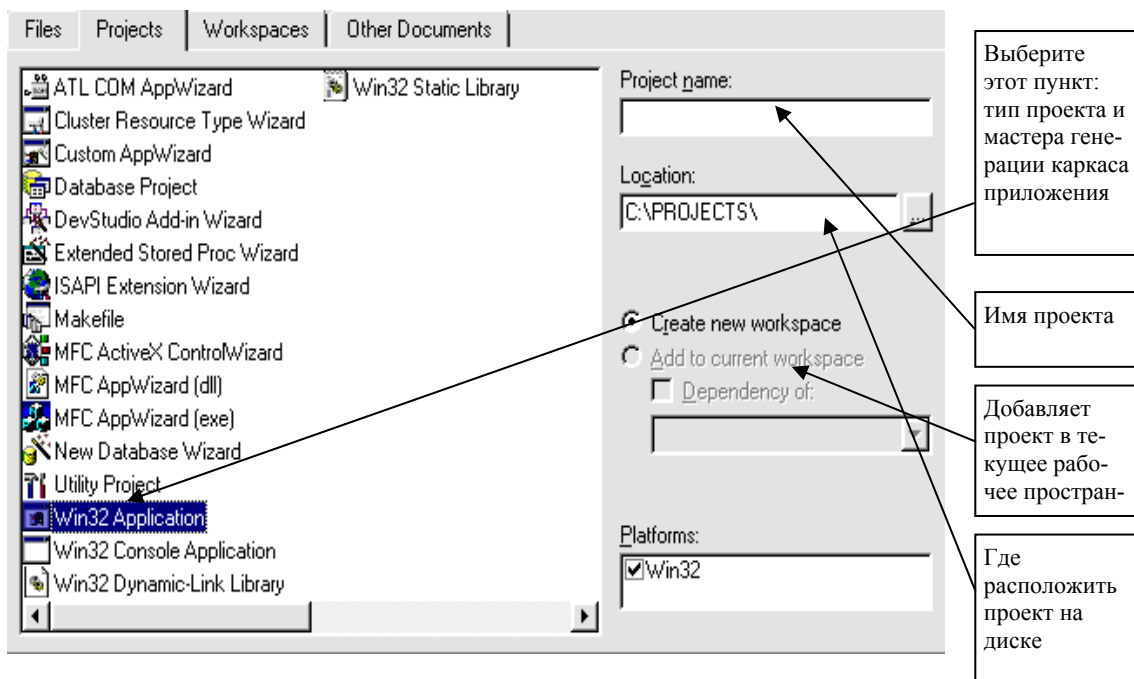 Files Projects Workspaces Other Documents
ATL COM AppWizard
Cluster Resource Type Wizard
Custom AppWizard
Database Project
DevStudio Add-in Wizard
Extended Stored Proc Wizard
ISAPI Extension Wizard
Makefile
MFC ActiveX ControlWizard
MFC AppWizard (dll)
MFC AppWizard (exe)
New Database Wizard
Utility Project
Win32 Application
Win32 Console Application
Win32 Dynamic-Link Library
Win32 Static Library
Project name:
Location:
C:\PROJECTS\
...
Create new workspace
Add to current workspace
Dependency of:
Platforms:
Win32
Выберите
этот пункт:
тип проекта и
мастера гене-
рации каркаса
приложения
Имя проекта
Добавляет
проект в те-
кущее рабо-
чее простран-
Где
расположить
проект на
диске